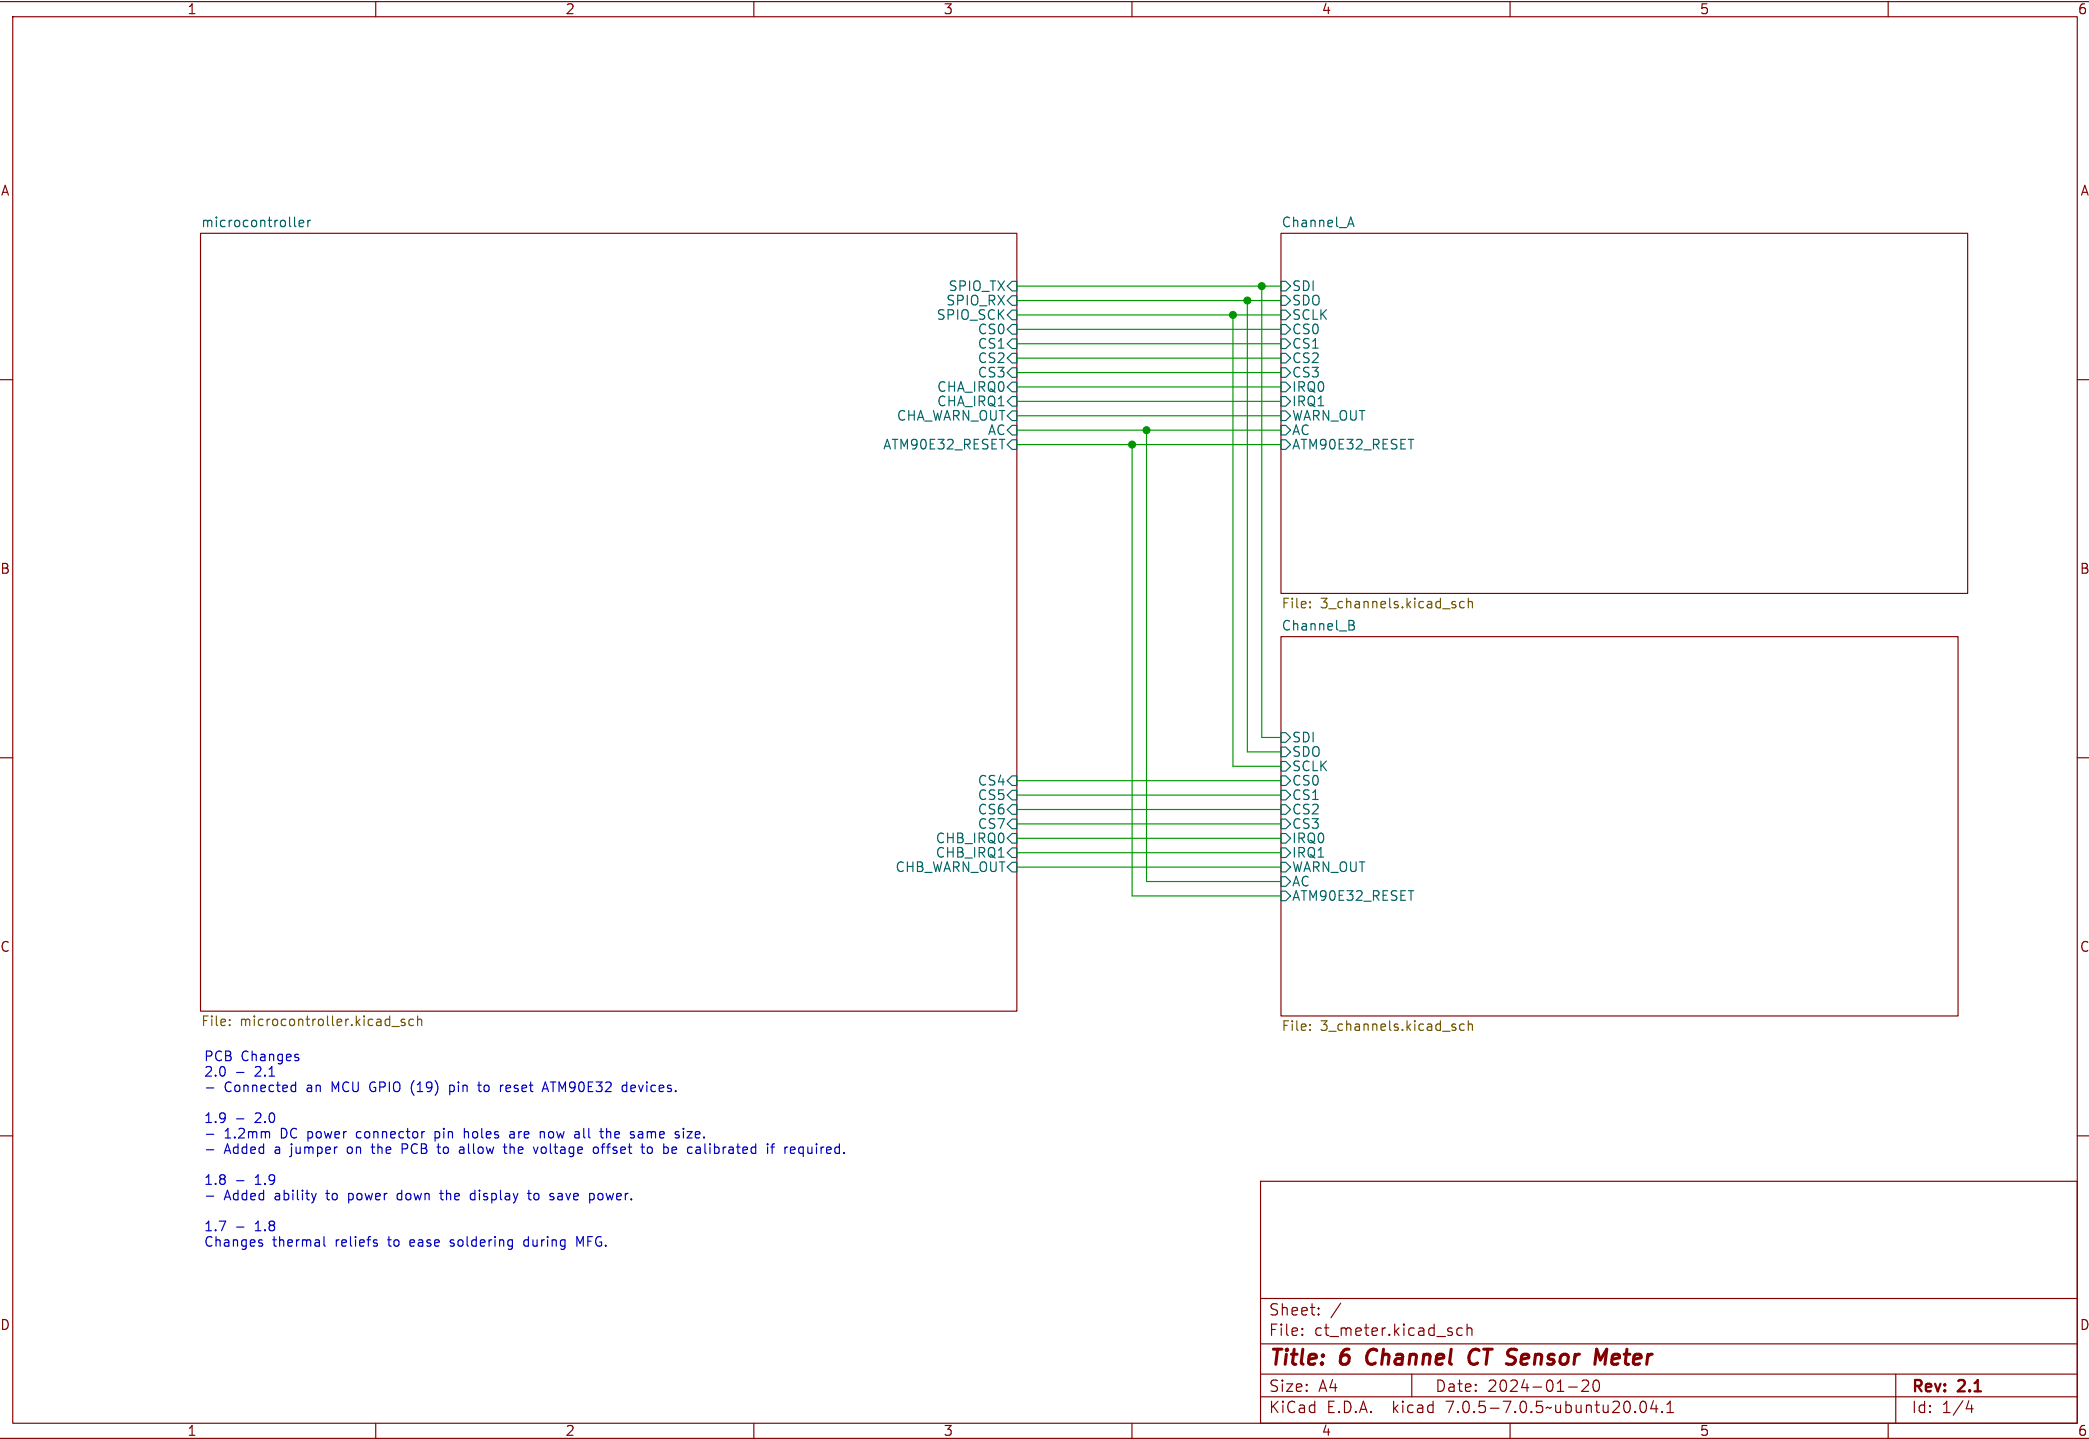 1 2 3 4 5 6
A A
microcontroller
SPI0_TX
SPI0_RX
SPI0_SCK
CS0
CS1
CS2
CS3
CHA_IRQ0
CHA_IRQ1
CHA_WARN_OUT
AC
ATM90E32_RESET
CS4
CS5
CS6
CS7
CHB_IRQ0
CHB_IRQ1
CHB_WARN_OUT
File: microcontroller.kicad_sch
Channel_A
SDI
SDO
SCLK
CS0
CS1
CS2
CS3
IRQ0
IRQ1
WARN_OUT
AC
ATM90E32_RESET
File: 3_channels.kicad_sch
B B
Channel_B
SDI
SDO
SCLK
CS0
CS1
CS2
CS3
IRQ0
IRQ1
WARN_OUT
AC
ATM90E32_RESET
File: 3_channels.kicad_sch
C C
PCB Changes
2.0 - 2.1
- Connected an MCU GPIO (19) pin to reset ATM90E32 devices.
1.9 - 2.0
- 1.2mm DC power connector pin holes are now all the same size.
- Added a jumper on the PCB to allow the voltage offset to be calibrated if required.
1.8 - 1.9
- Added ability to power down the display to save power.
1.7 - 1.8
Changes thermal reliefs to ease soldering during MFG.
D D
Sheet: /
File: ct_meter.kicad_sch
Title: 6 Channel CT Sensor Meter
Size: A4 Date: 2024-01-20 Rev: 2.1
KiCad E.D.A. kicad 7.0.5-7.0.5~ubuntu20.04.1 Id: 1/4
1 2 3 4 5 6